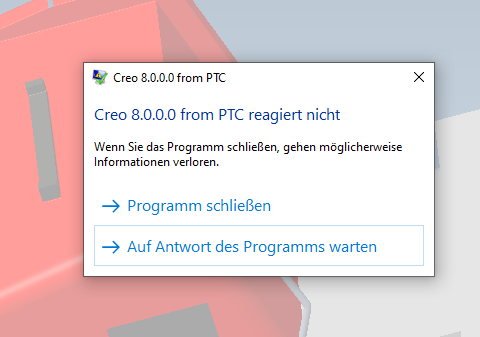 Creo 8.0.0.0 from PTC
Creo 8.0.0.0 from PTC reagiert nicht
Wenn Sie das Programm schließen, gehen möglicherweise
Informationen verloren.
Programm schließen
Auf Antwort des Programms warten